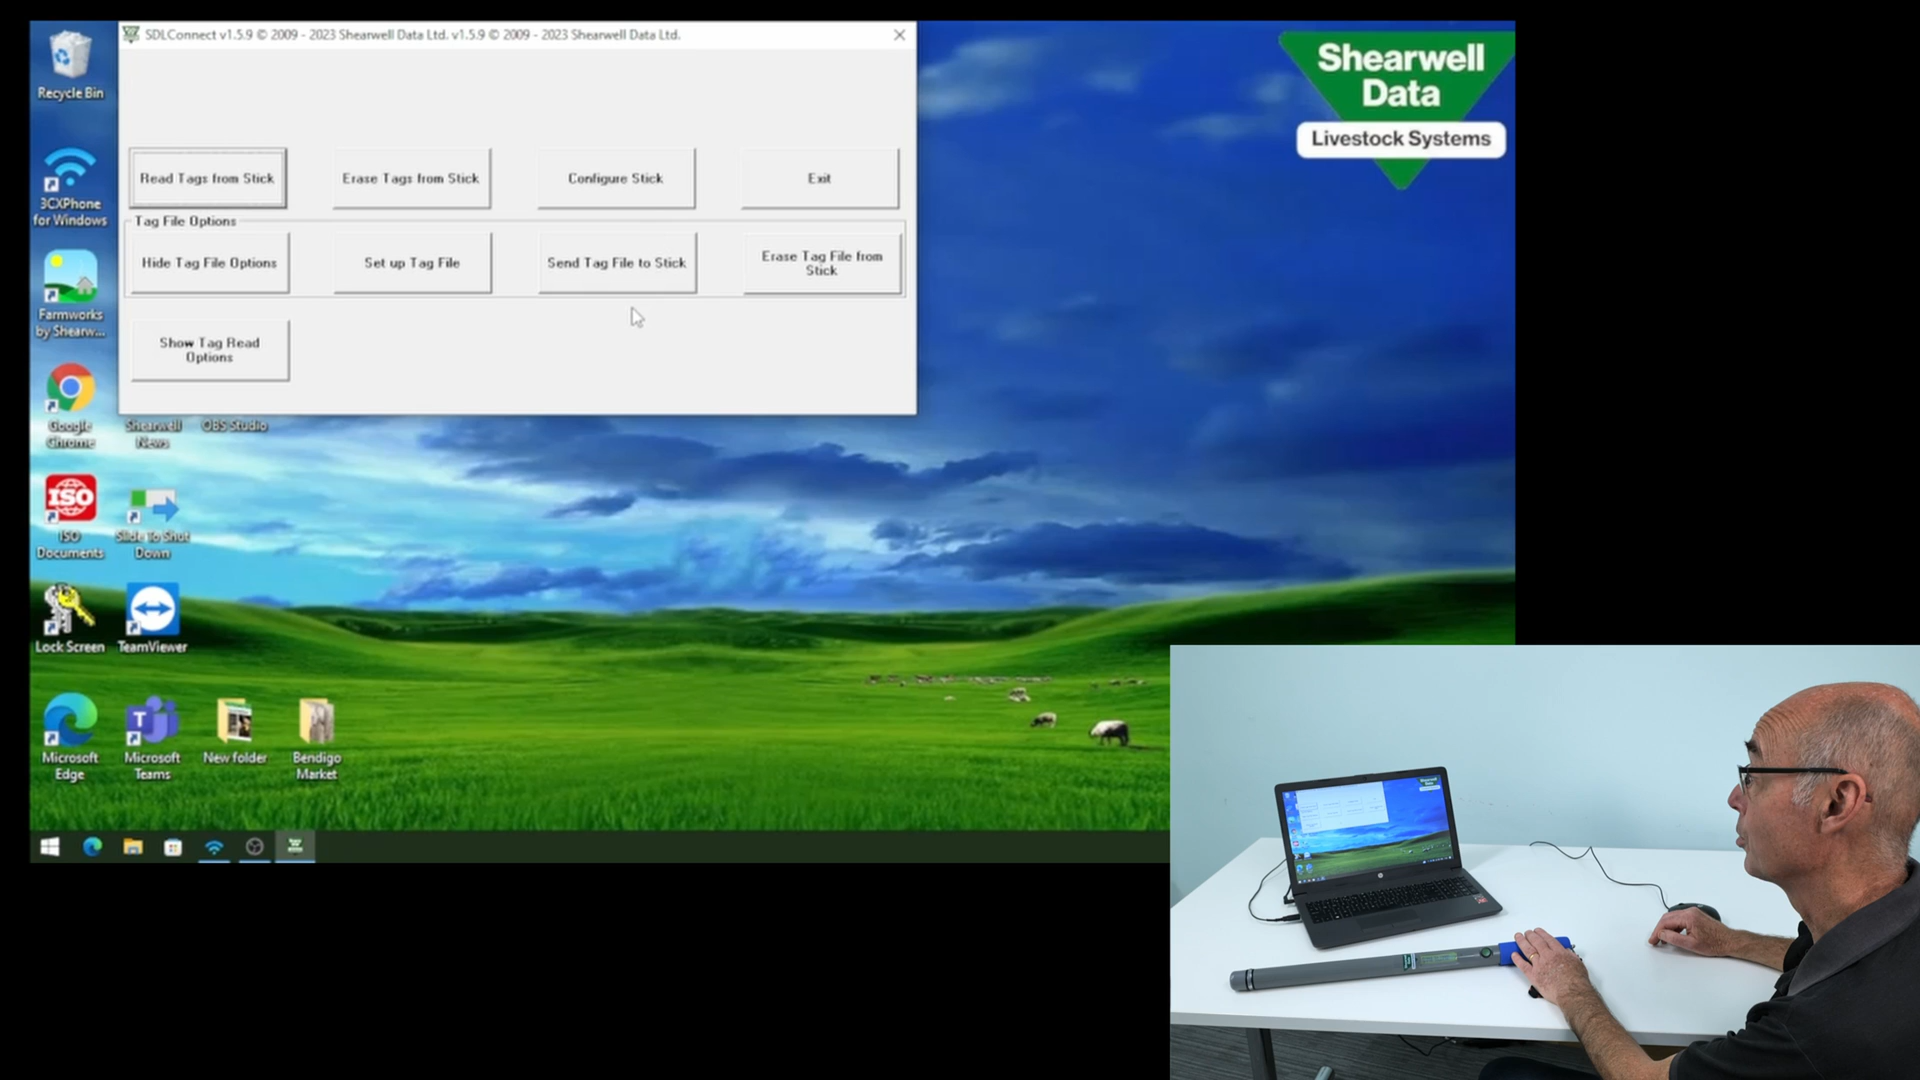 SDLConnect v1.5.9 © 2009 - 2023 Shearwell Data Ltd. v1.5.9 © 2009 - 2023 Shearwell Data Ltd.
Read Tags from Stick
Erase Tags from Stick
Configure Stick
Exit
Tag File Options
Hide Tag File Options
Set up Tag File
Send Tag File to Stick
Erase Tag File from
Stick
Show Tag Read
Options
Shearwell
Data
Livestock Systems
Recycle Bin
3CXPhone
for Windows
Farmworks
by Shearw...
Google
Chrome
Shearwell
News
OBS Studio
ISO
ISO
Documents
Slide To Shut
Down
Lock Screen
TeamViewer
Microsoft
Edge
T
Microsoft
Teams
New folder
Bendigo
Market